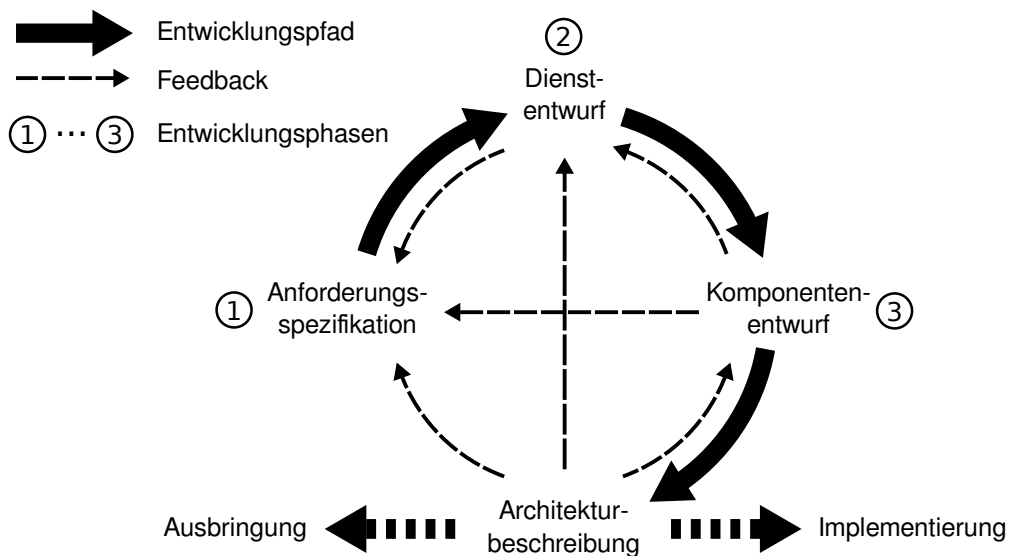 Entwicklungspfad
Feedback
1 ··· 3 Entwicklungsphasen
2
Dienst-
entwurf
1 Anforderungs-
spezifikation
Komponenten-
entwurf 3
Architektur-
beschreibung
Ausbringung
Implementierung